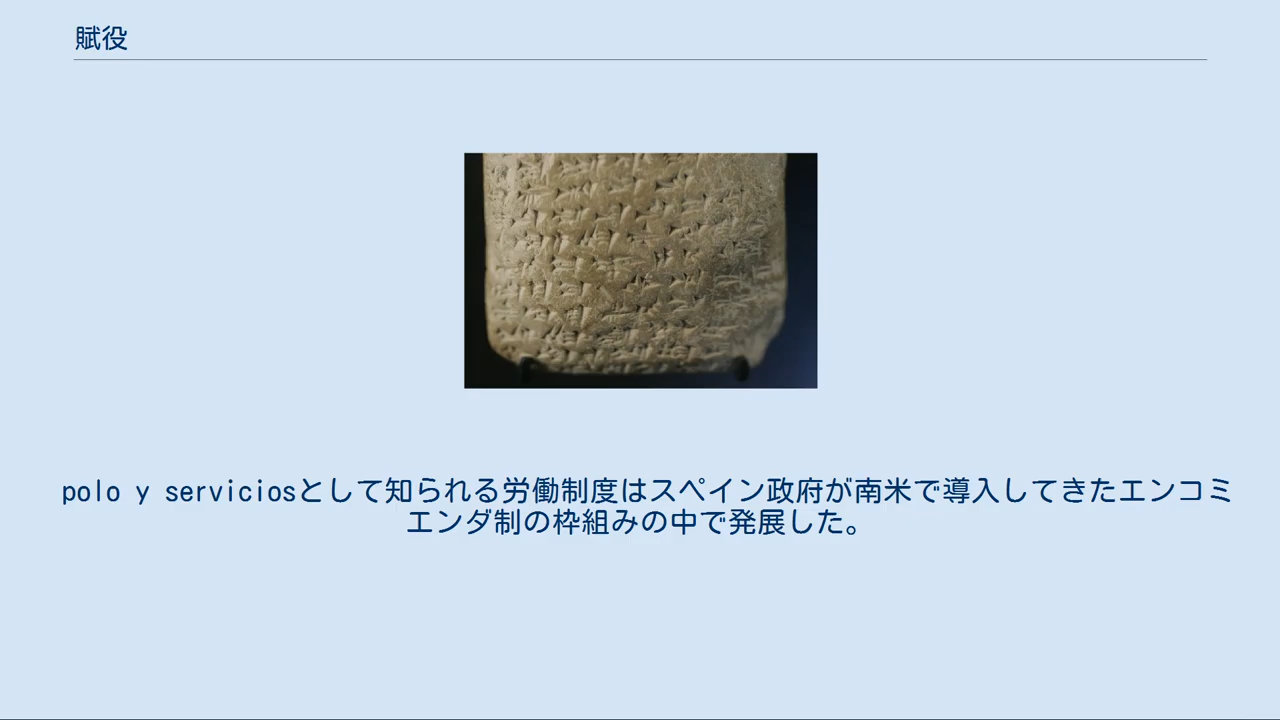 賦役
polo y serviciosとして知られる労働制度はスペイン政府が南米で導入してきたエンコミ
エンダ制の枠組みの中で発展した。